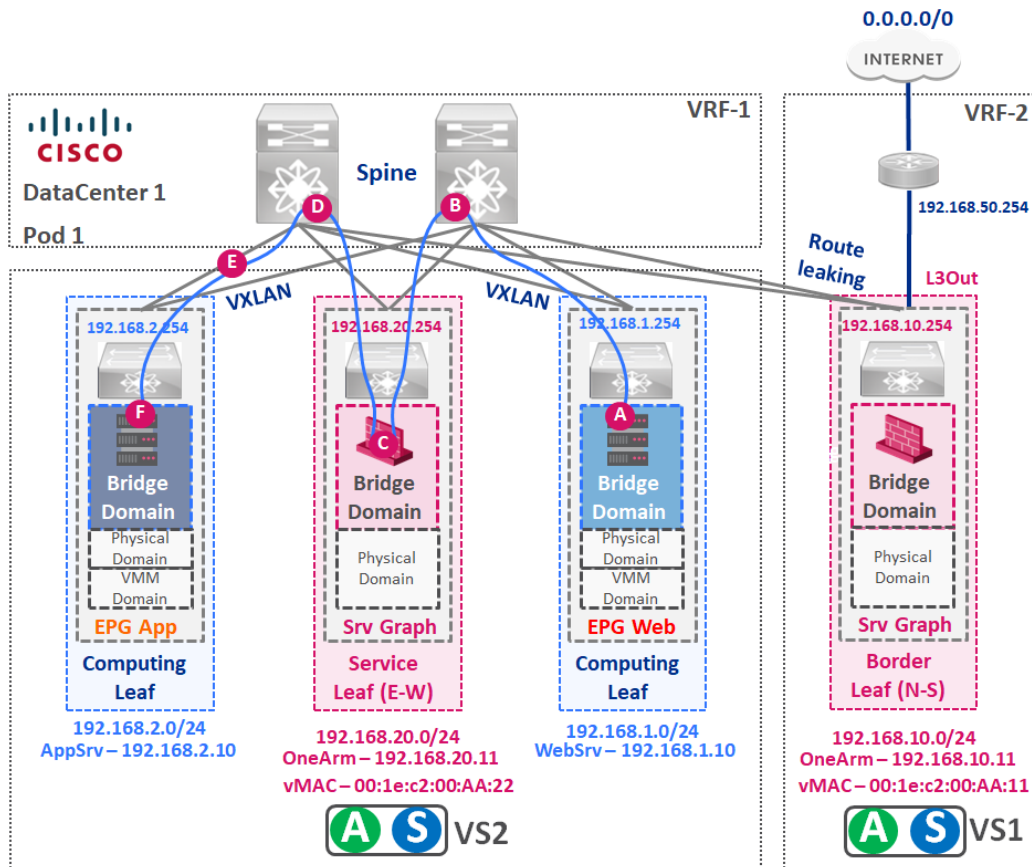 0.0.0.0/0
INTERNET
VRF-1
VRF-2
CISCO
DataCenter 1
Pod 1
Spine
D
B
E
192.168.50.254
Route
leaking
L3Out
VXLAN
VXLAN
192.168.2.254
192.168.20.254
192.168.1.254
192.168.10.254
F
C
A
Bridge
Domain
Physical
Domain
VMM
Domain
EPG App
Computing
Leaf
192.168.2.0/24
AppSrv – 192.168.2.10
Bridge
Domain
Physical
Domain
Srv Graph
Service
Leaf (E-W)
192.168.20.0/24
OneArm – 192.168.20.11
vMAC – 00:1e:c2:00:AA:22
A S VS2
Bridge
Domain
Physical
Domain
VMM
Domain
EPG Web
Computing
Leaf
192.168.1.0/24
WebSrv – 192.168.1.10
Bridge
Domain
Physical
Domain
Srv Graph
Border
Leaf (N-S)
192.168.10.0/24
OneArm – 192.168.10.11
vMAC – 00:1e:c2:00:AA:11
A S VS1